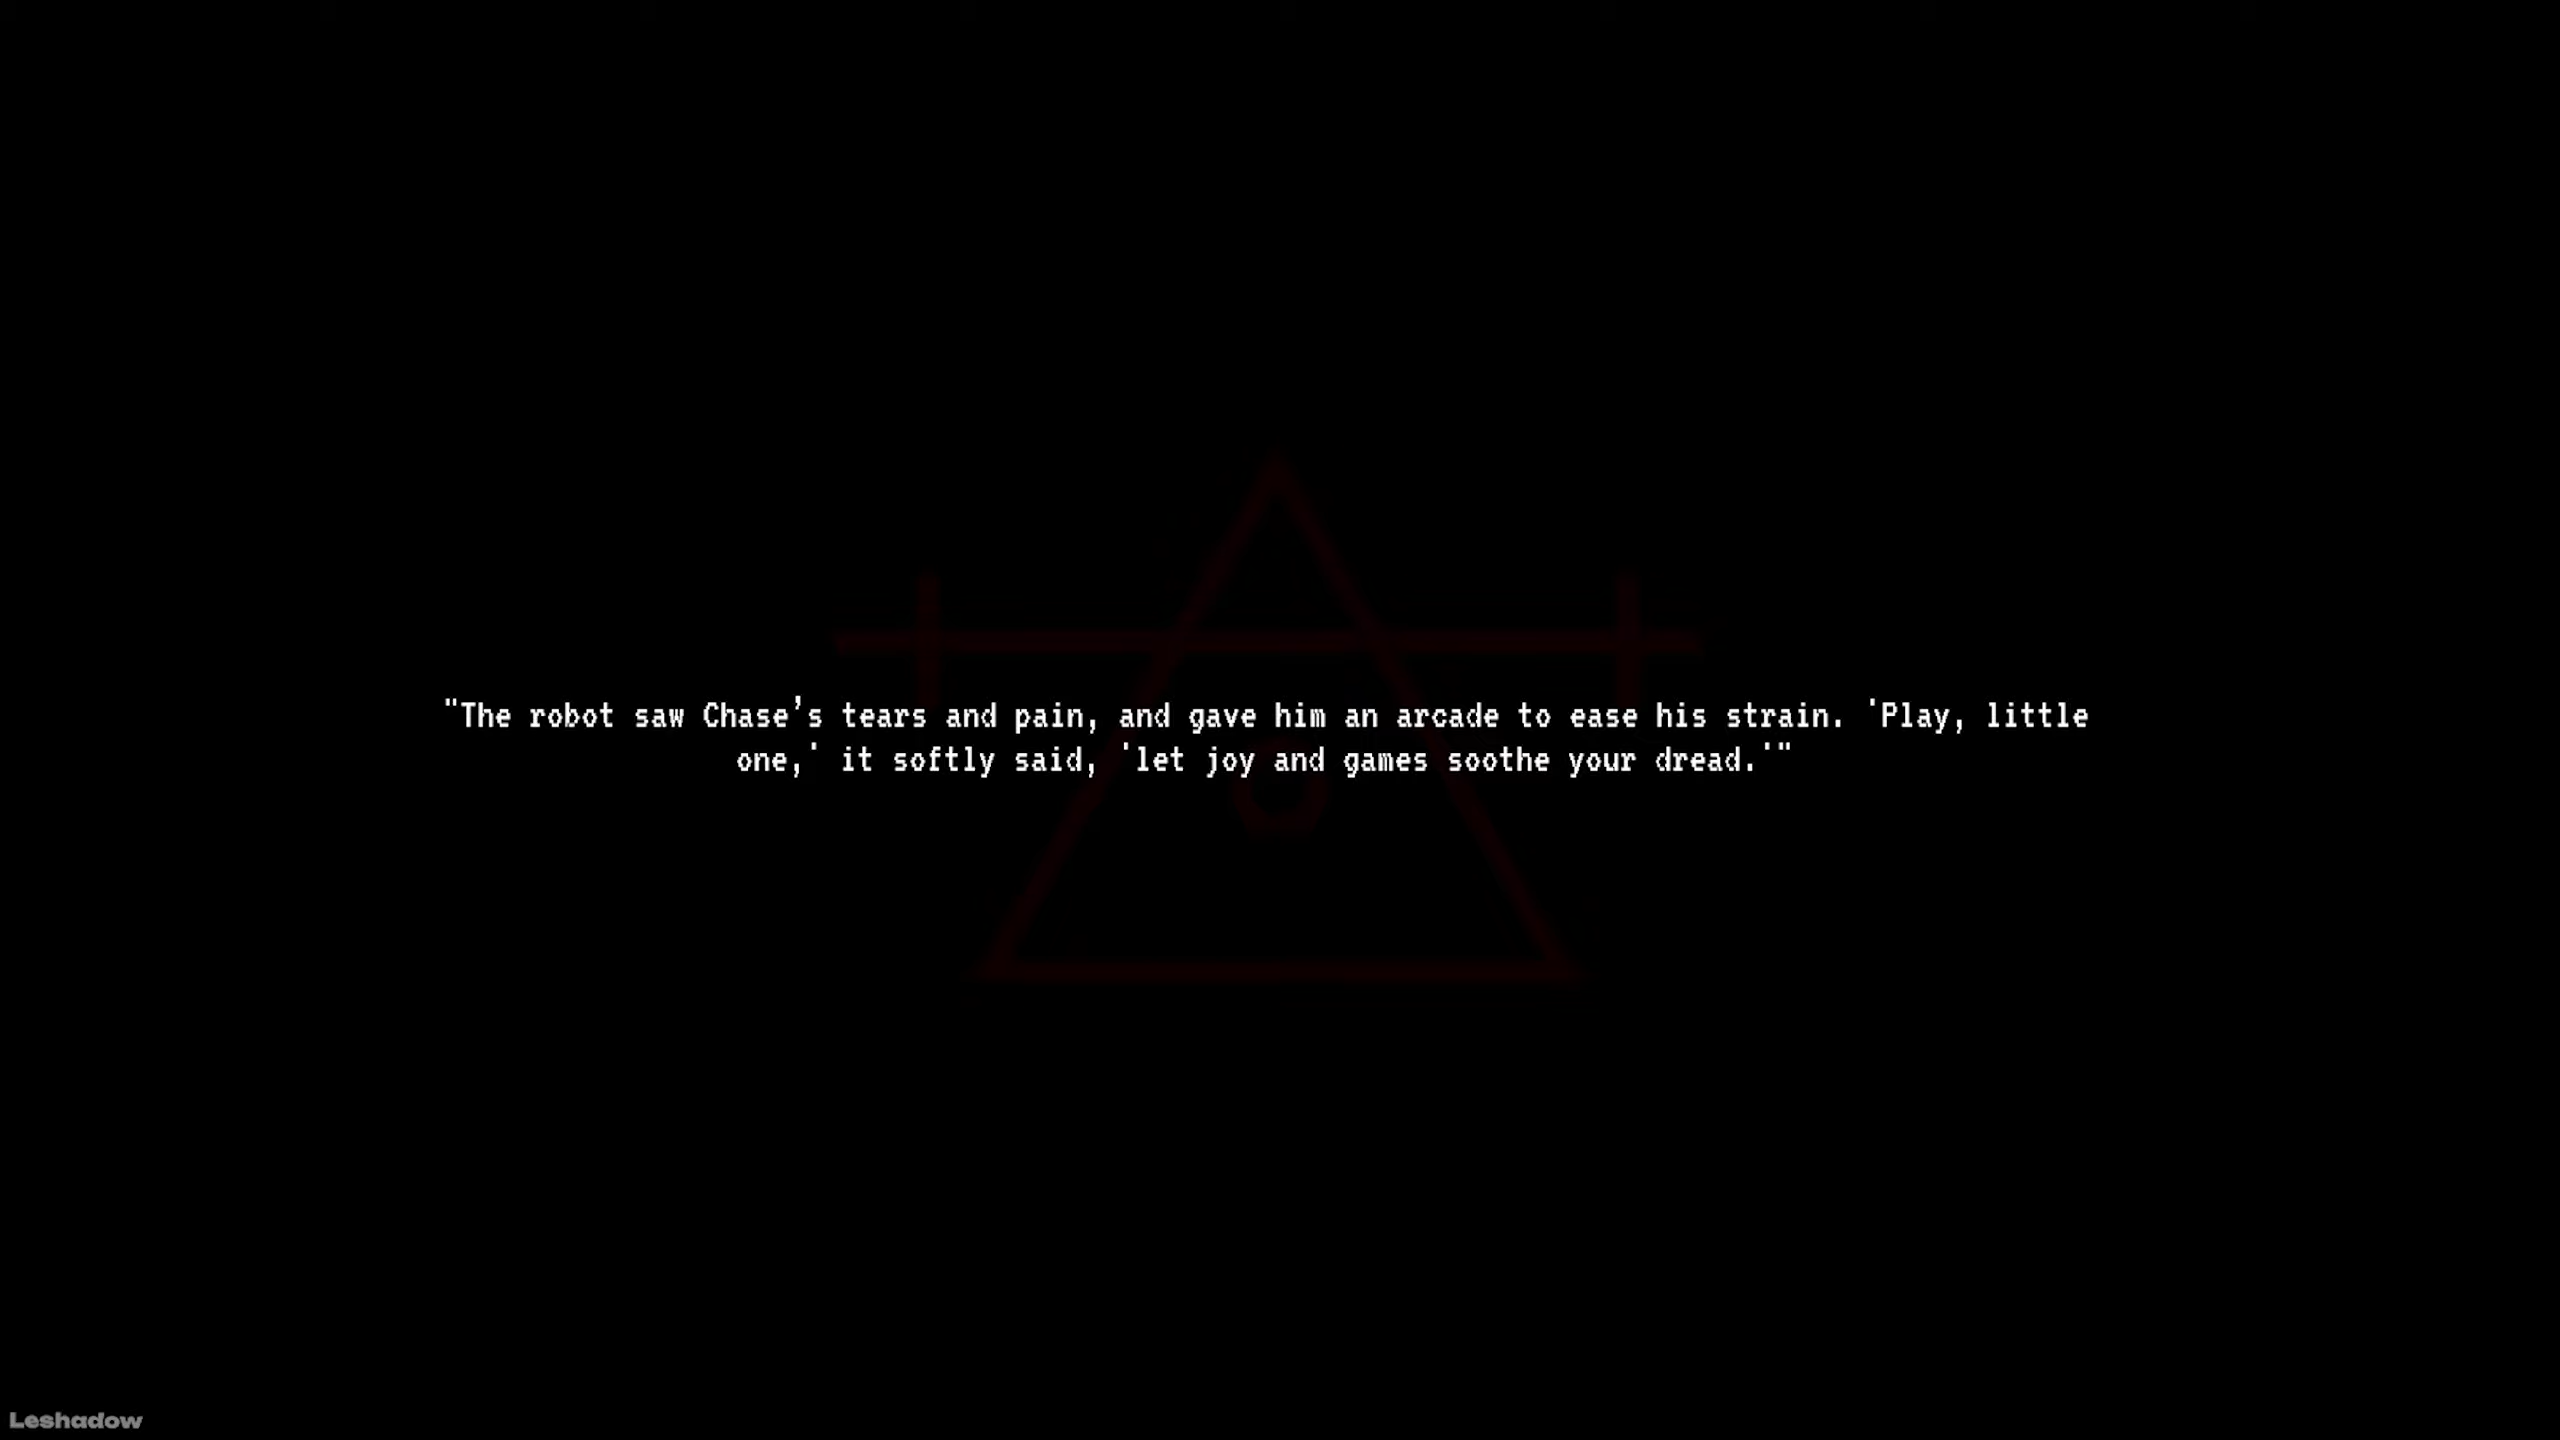 "The robot saw Chase's tears and pain, and gave him an arcade to ease his strain. 'Play, little
one,' it softly said, 'let joy and games soothe your dread.'"
Leshadow